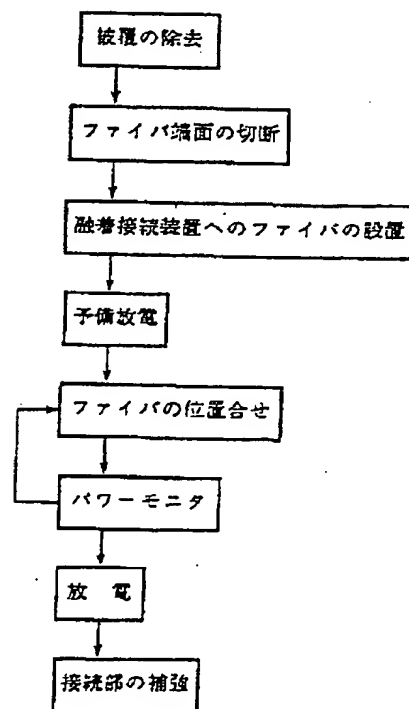 被覆の除去
ファイバ端面の切断
融着接続装置へのファイバの設置
予備放電
ファイバの位置合せ
パワーモニタ
放 電
接続部の補強